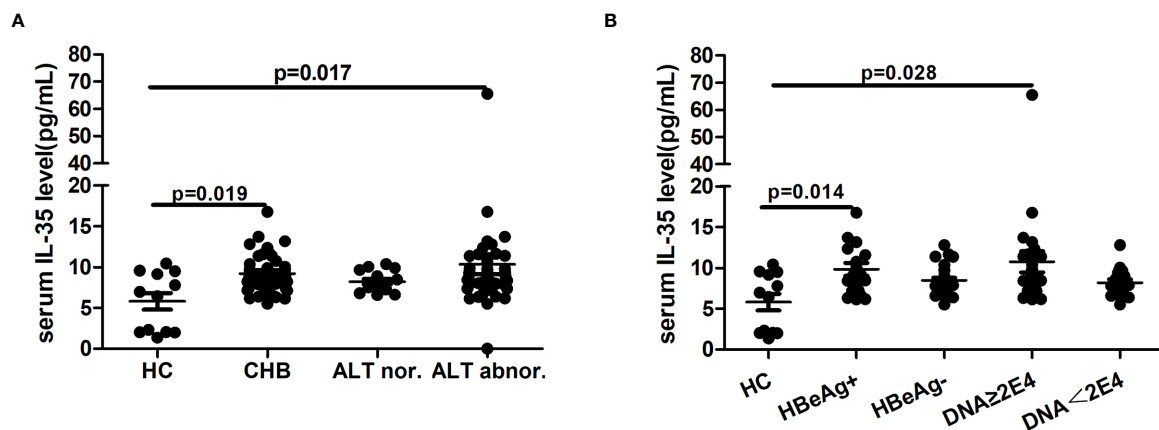 A
serum IL-35 level(pg/mL)
80
70
60
50
40
20
15
10
5
0
p=0.017
p=0.019
HC
CHB
ALT nor.
ALT abnor.
B
serum IL-35 level(pg/mL)
80
70
60
50
40
20
15
10
5
0
p=0.028
p=0.014
HC
HBeAg+
HBeAg-
DNA≥2E4
DNA<2E4